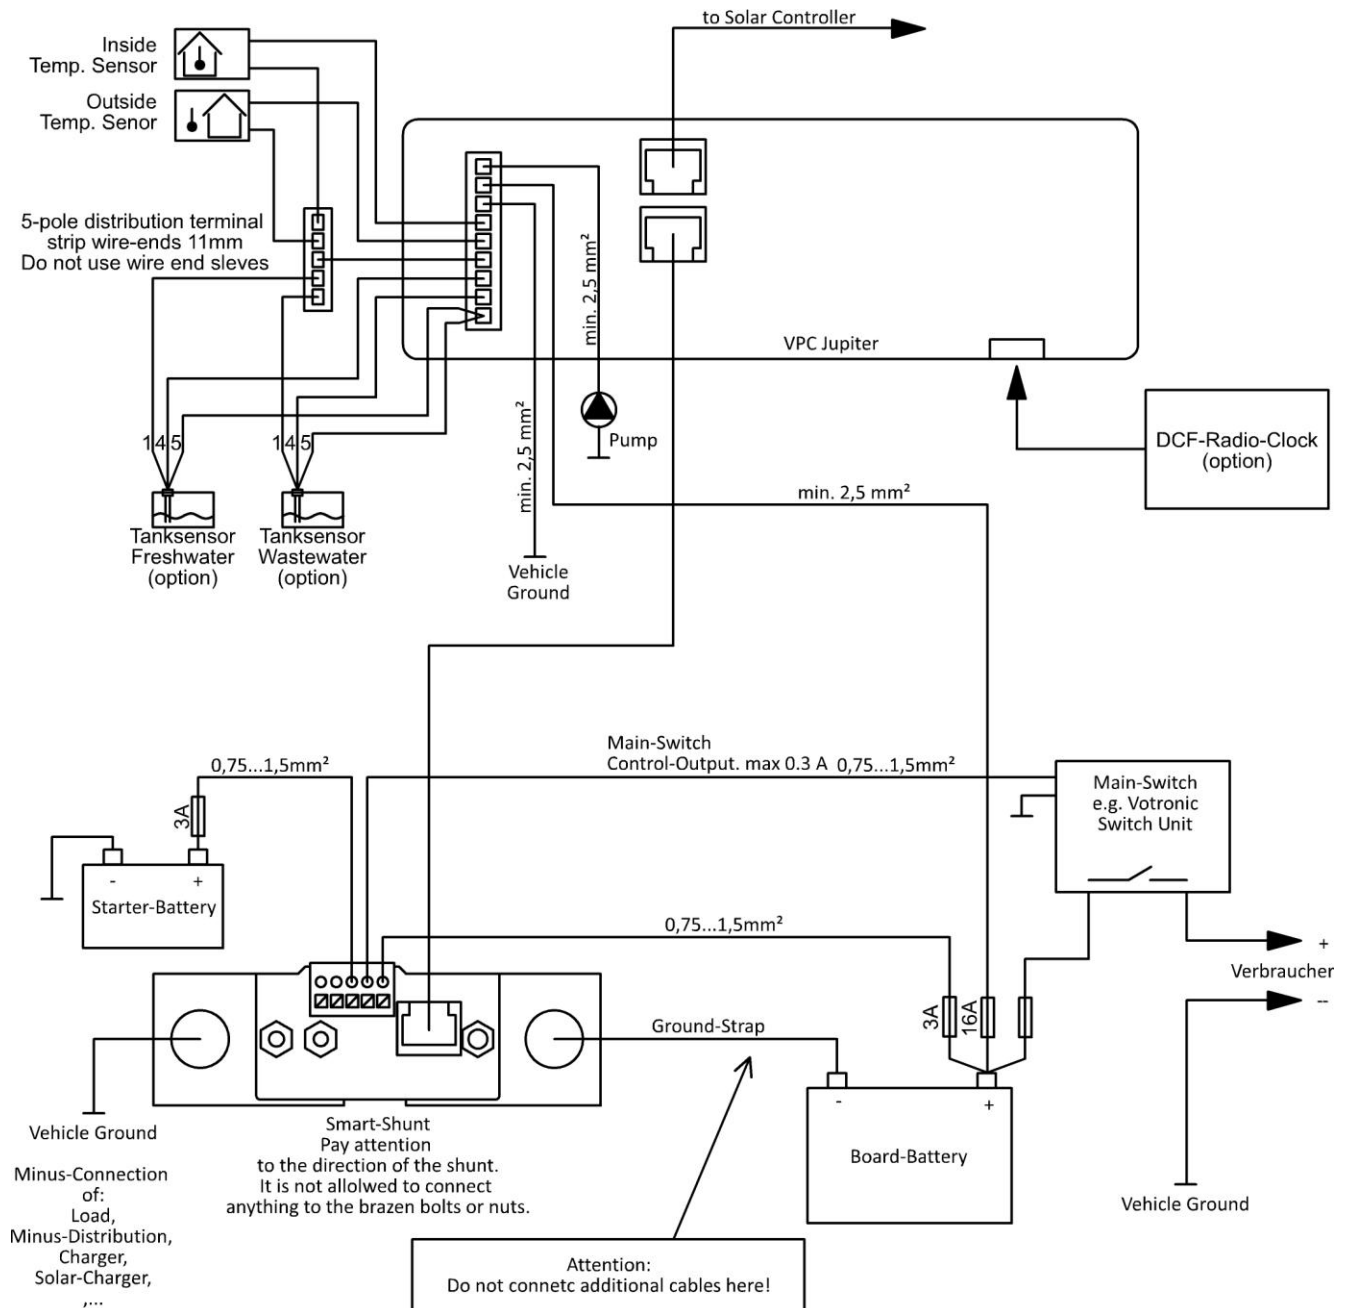 to Solar Controller
Inside
Temp. Sensor
Outside
Temp. Senor
5-pole distribution terminal
strip wire-ends 11mm
Do not use wire end sleves
min. 2,5 mm²
VPC Jupiter
DCF-Radio-Clock
(option)
Pump
min. 2,5 mm²
min. 2,5 mm²
145
145
Tanksensor
Freshwater
(option)
Tanksensor
Wastewater
(option)
Vehicle
Ground
Main-Switch
Control-Output. max 0.3 A
0,75...1,5mm²
0,75...1,5mm²
Main-Switch
e.g. Votronic
Switch Unit
3A
-
+
Starter-Battery
0,75...1,5mm²
+
Verbraucher
--
3A
16A
Ground-Strap
-
+
Board-Battery
Vehicle Ground
Vehicle Ground
Smart-Shunt
Pay attention
to the direction of the shunt.
It is not allolwed to connect
anything to the brazen bolts or nuts.
Minus-Connection
of:
Load,
Minus-Distribution,
Charger,
Solar-Charger,
,...
Attention:
Do not connetc additional cables here!